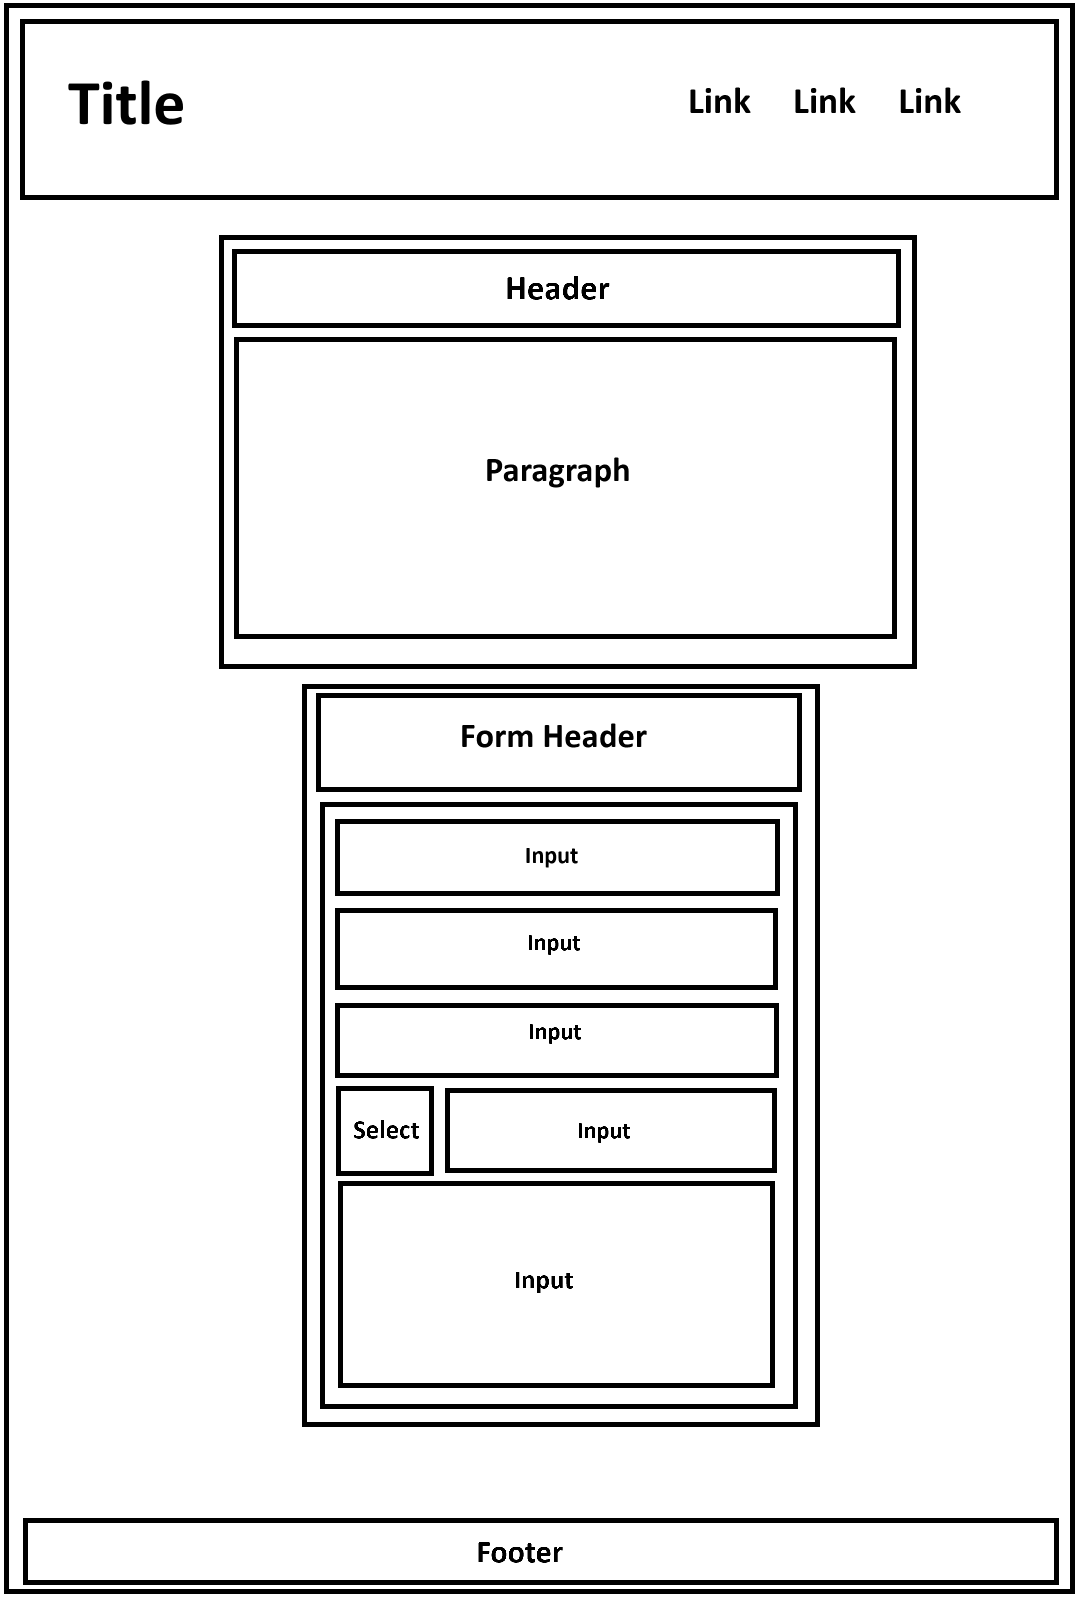 Title
Link Link Link
Header
Paragraph
Form Header
Input
Input
Input
Select Input
Input
Footer